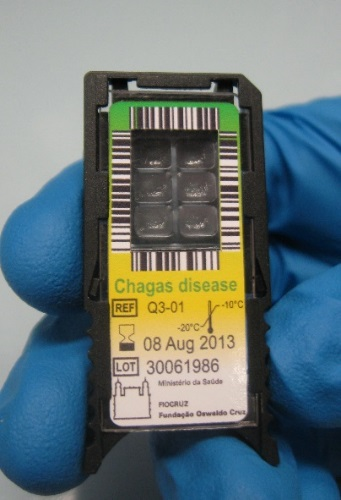 Chagas disease
REF Q3-01
-10°C
-20°C
08 Aug 2013
LOT 30061986
Ministério da Saúde
FIOCRUZ
Fundação Oswaldo Cruz